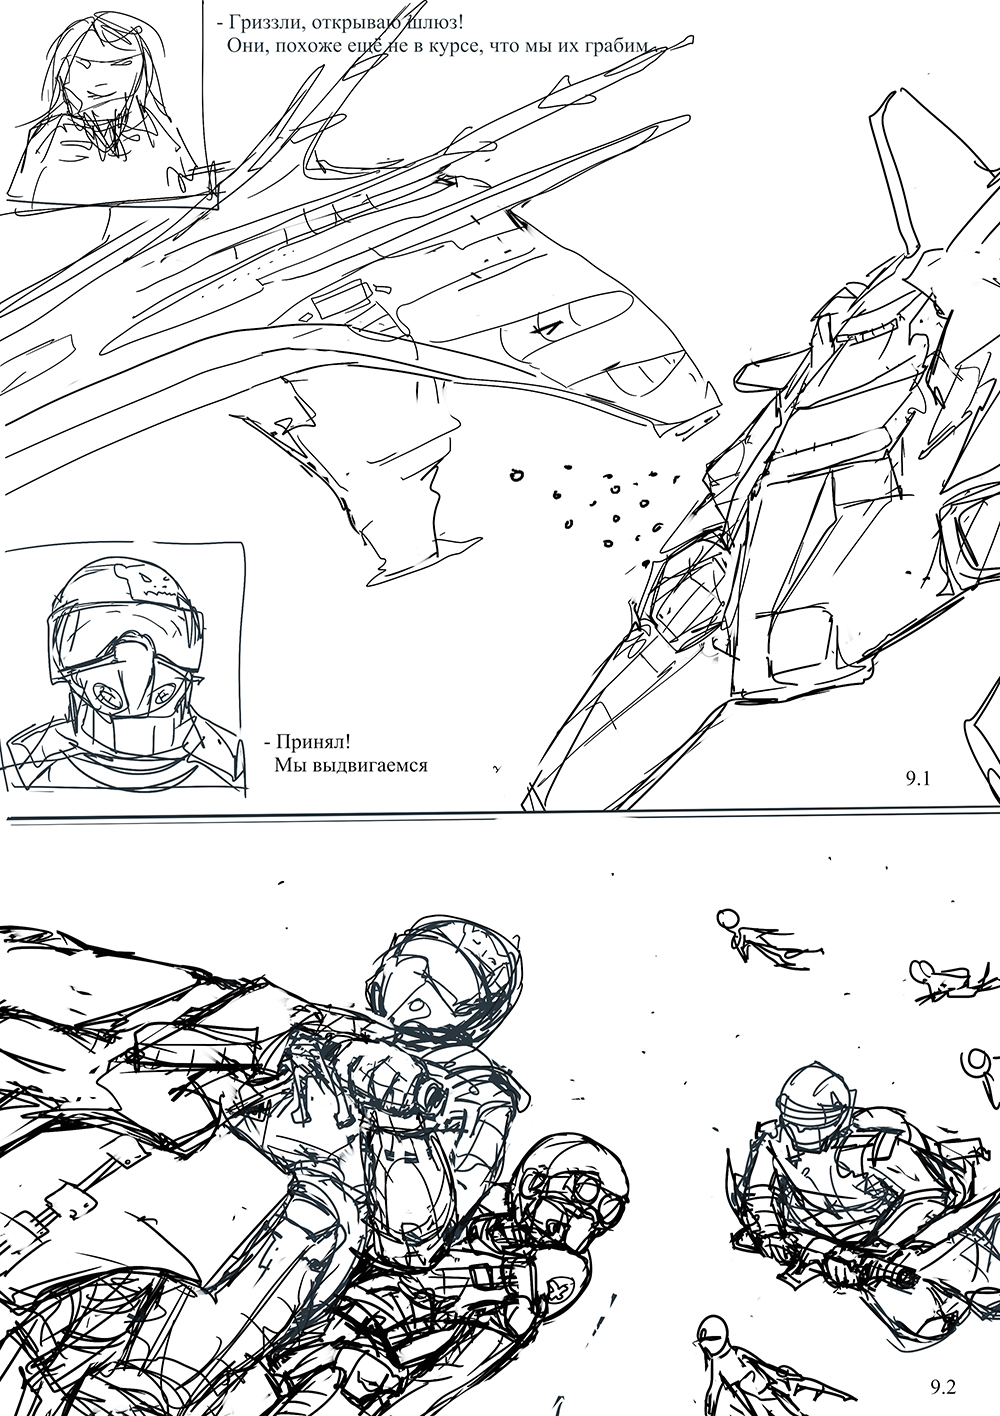 - Гриззли, открываю шлюз!
Они, похоже ещё не в курсе, что мы их грабим
- Принял!
Мы выдвигаемся
9.1
9.2